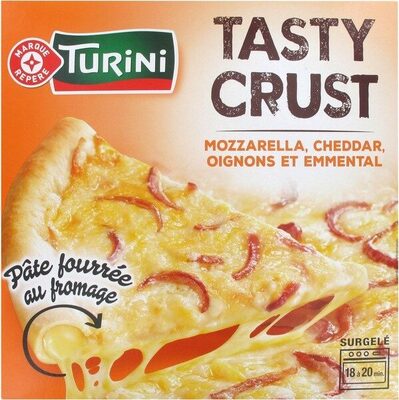 MARQUE
REPÈRE
TURINI
TASTY
CRUST
MOZZARELLA, CHEDDAR,
OIGNONS ET EMMENTAL
Pâte fourrée
au fromage
SURGELÉ
18 à 20 min.